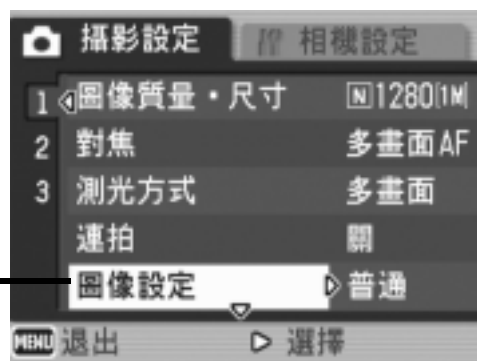 攝影設定 相機設定
1 圖像質量・尺寸 N1280(1M)
2 對焦 多畫面AF
3 測光方式 多畫面
連拍 關
圖像設定 普通
MENU 退出 選擇